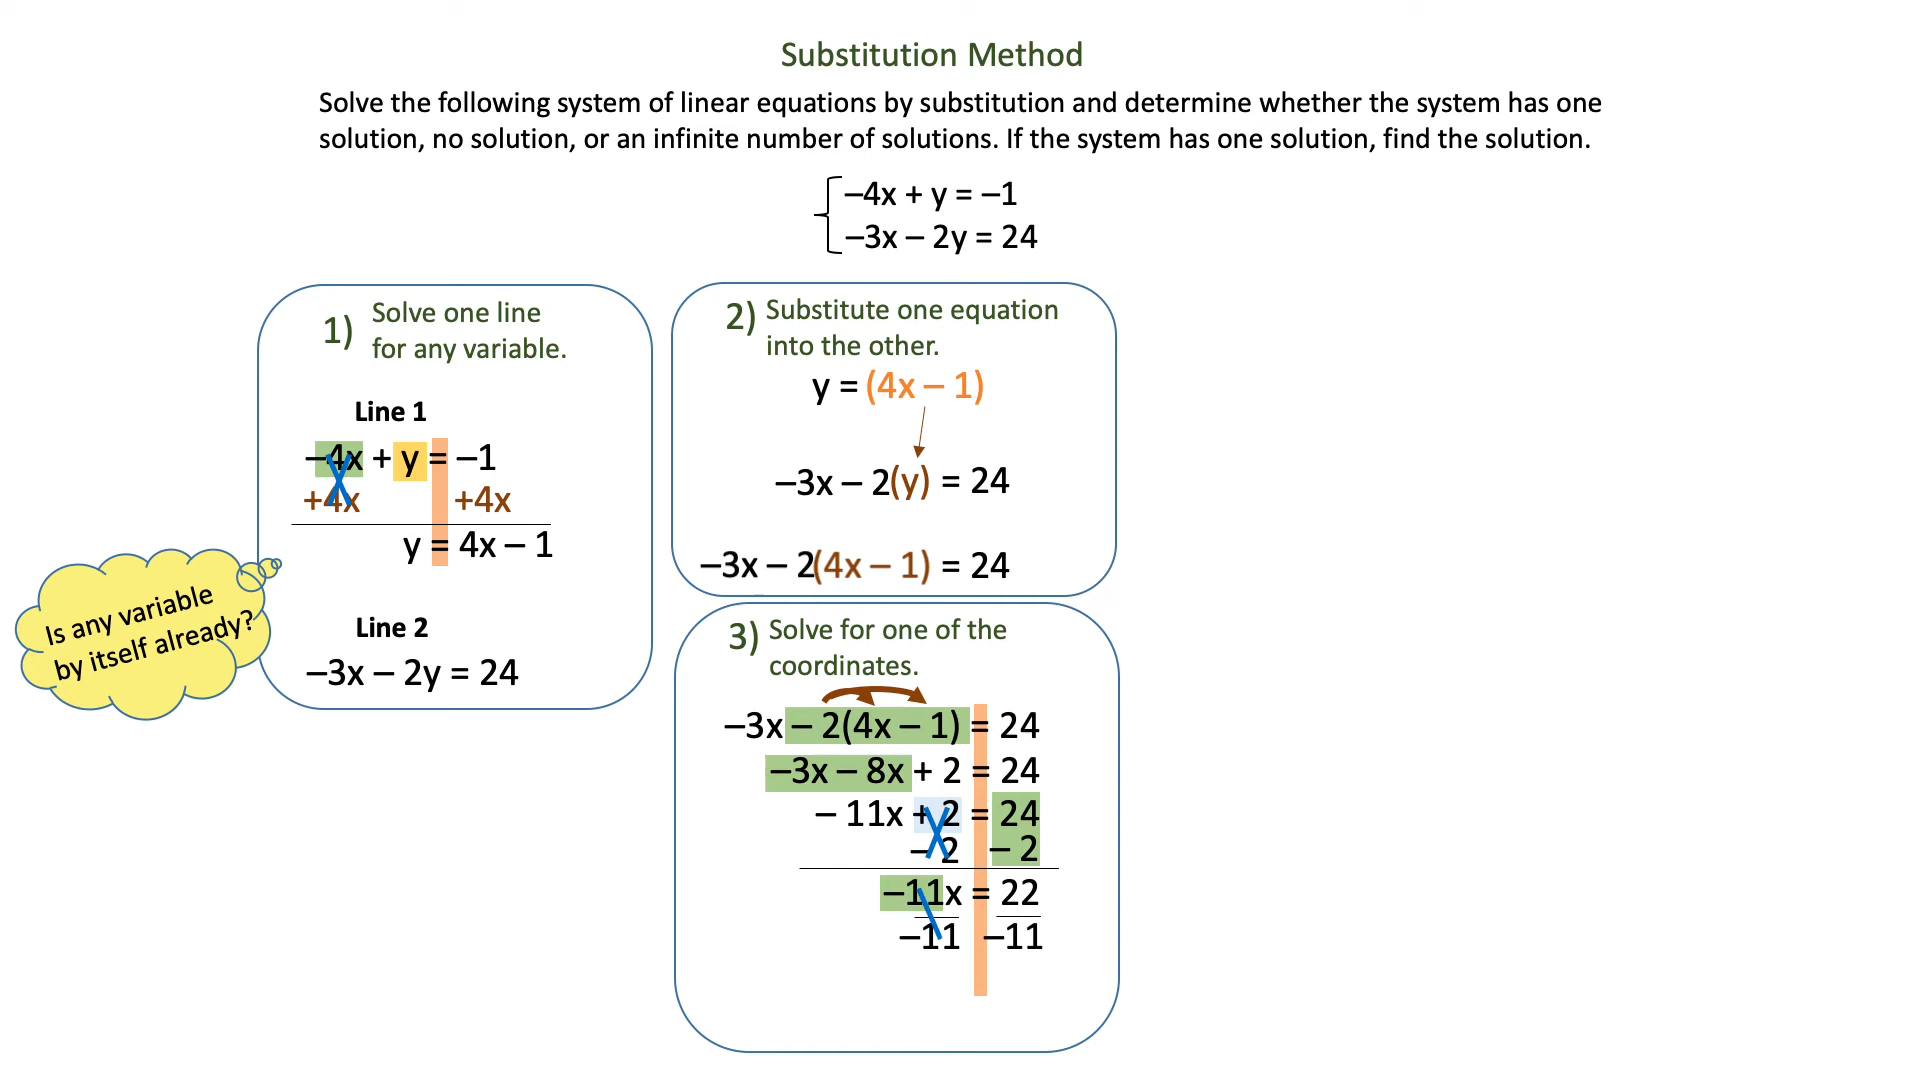 Substitution Method
Solve the following system of linear equations by substitution and determine whether the system has one
solution, no solution, or an infinite number of solutions. If the system has one solution, find the solution.
–4x + y = –1
–3x – 2y = 24
1) Solve one line
for any variable.
Line 1
–4x + y = –1
+4x +4x
y = 4x – 1
Line 2
–3x – 2y = 24
Is any variable
by itself already?
2) Substitute one equation
into the other.
y = (4x – 1)
–3x – 2(y) = 24
–3x – 2(4x – 1) = 24
3) Solve for one of the
coordinates.
–3x – 2(4x – 1) = 24
–3x – 8x + 2 = 24
– 11x + 2 = 24
– 2 – 2
–11x = 22
–11 –11